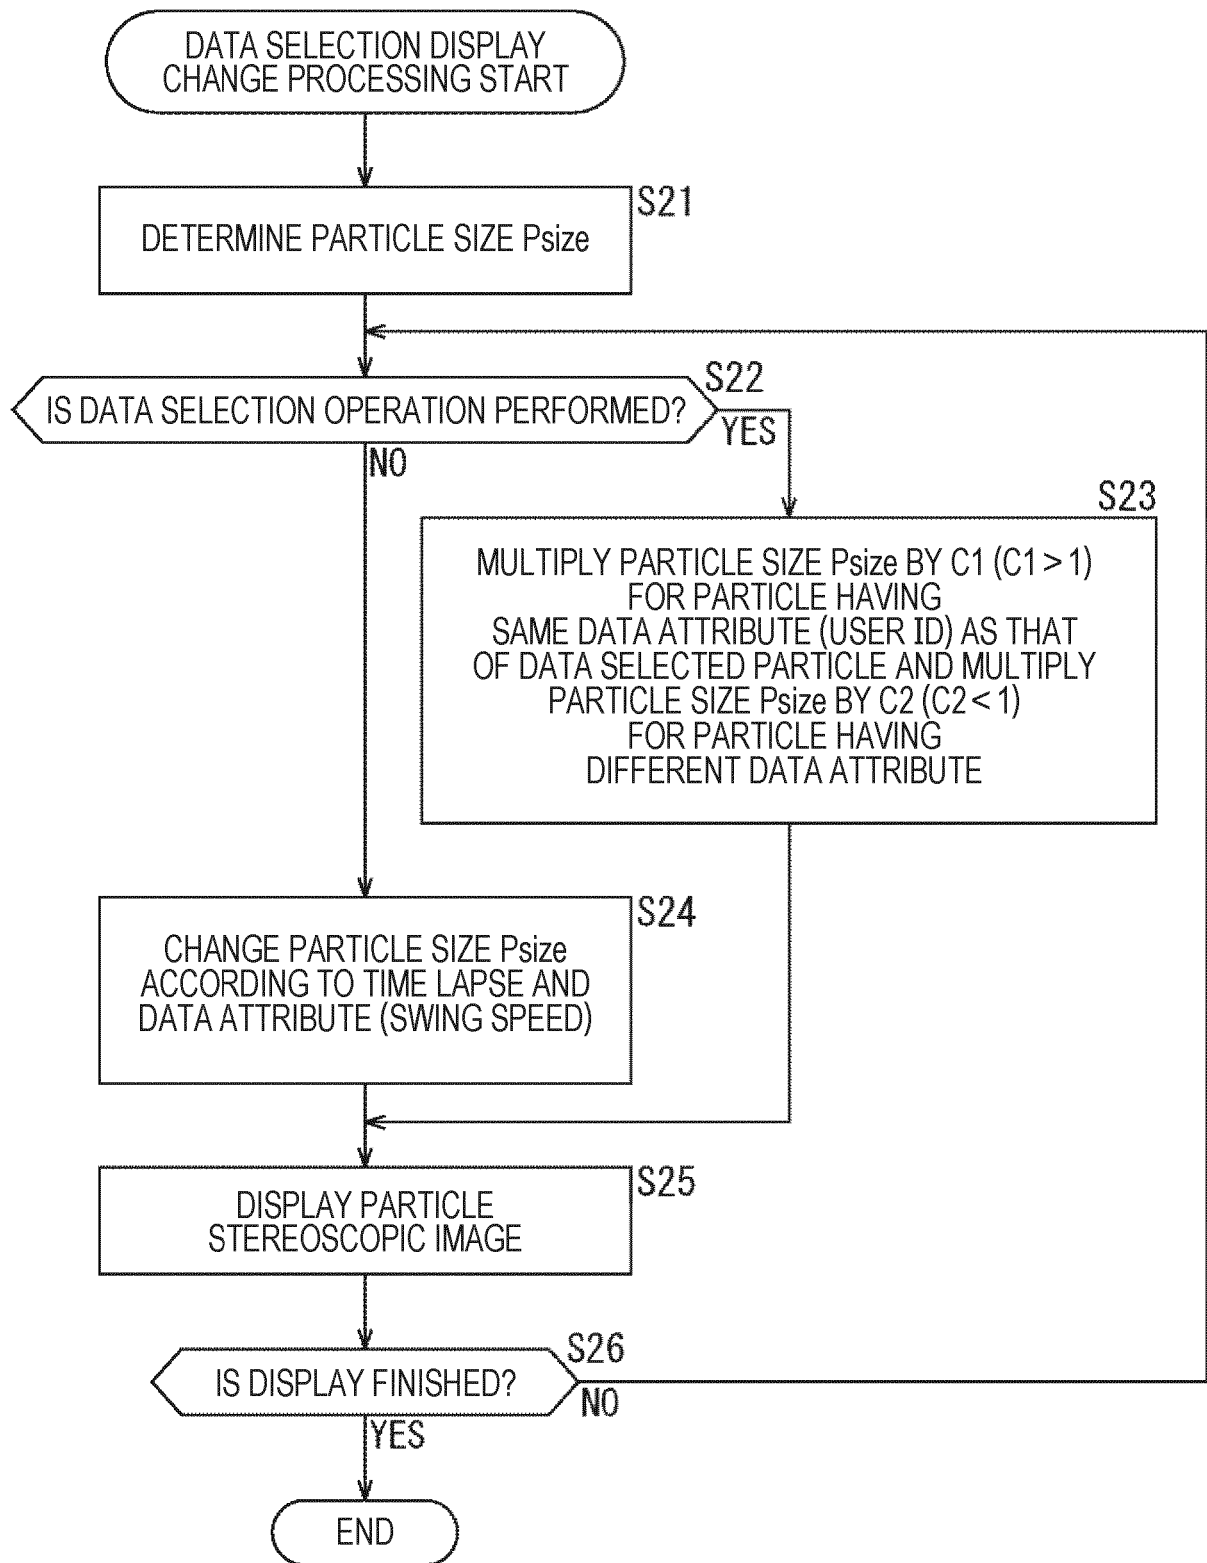 DATA SELECTION DISPLAY
CHANGE PROCESSING START
S21
DETERMINE PARTICLE SIZE Psize
S22
IS DATA SELECTION OPERATION PERFORMED?
YES
NO
S23
MULTIPLY PARTICLE SIZE Psize BY C1 (C1 > 1)
FOR PARTICLE HAVING
SAME DATA ATTRIBUTE (USER ID) AS THAT
OF DATA SELECTED PARTICLE AND MULTIPLY
PARTICLE SIZE Psize BY C2 (C2 < 1)
FOR PARTICLE HAVING
DIFFERENT DATA ATTRIBUTE
S24
CHANGE PARTICLE SIZE Psize
ACCORDING TO TIME LAPSE AND
DATA ATTRIBUTE (SWING SPEED)
S25
DISPLAY PARTICLE
STEREOSCOPIC IMAGE
S26
IS DISPLAY FINISHED?
NO
YES
END